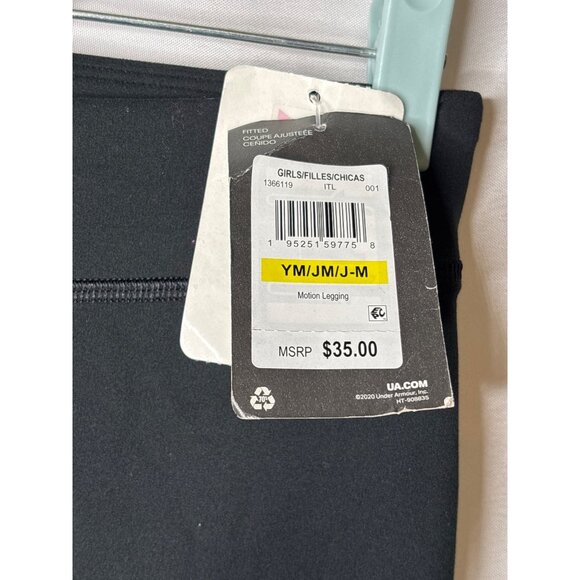 FITTED
COUPE AJUSTÉE
CEÑIDO
GIRLS/FILLES/CHICAS
1366119 ITL 001
1 95251 59775 8
YM/JM/J-M
Motion Legging
MSRP $35.00
70%
UA.COM
©2020 Under Armour, Inc.
HT-908835